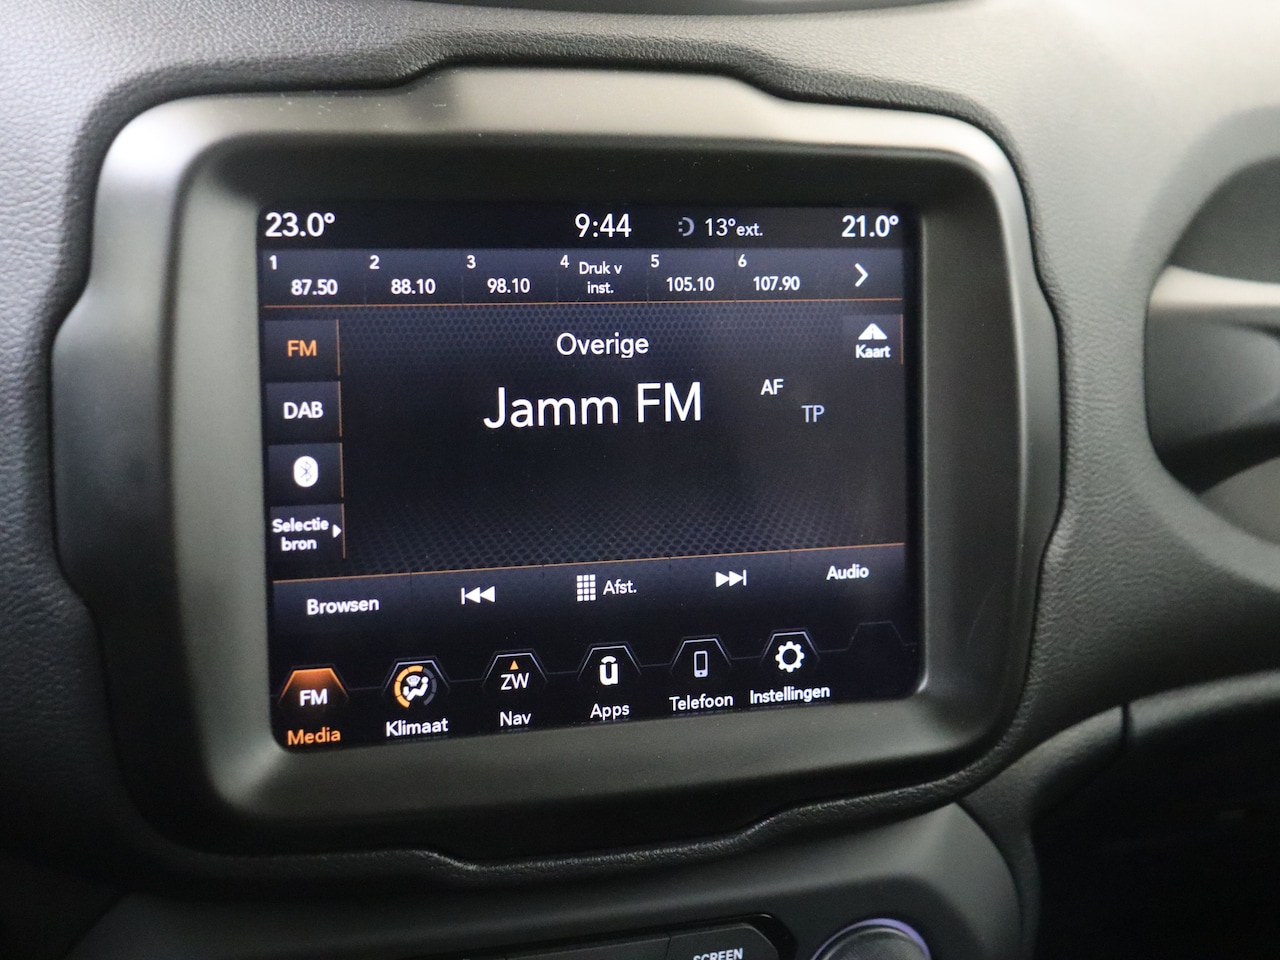 23.0° 9:44 13°ext. 21.0°
1 2 3 4 Druk v 5 6
87.50 88.10 98.10 inst. 105.10 107.90
FM Overige Kaart
Jamm FM AF
DAB TP
Selectie
bron
Browsen Afst. Audio
FM ZW ū
Media Klimaat Nav Apps Telefoon Instellingen
SCREEN